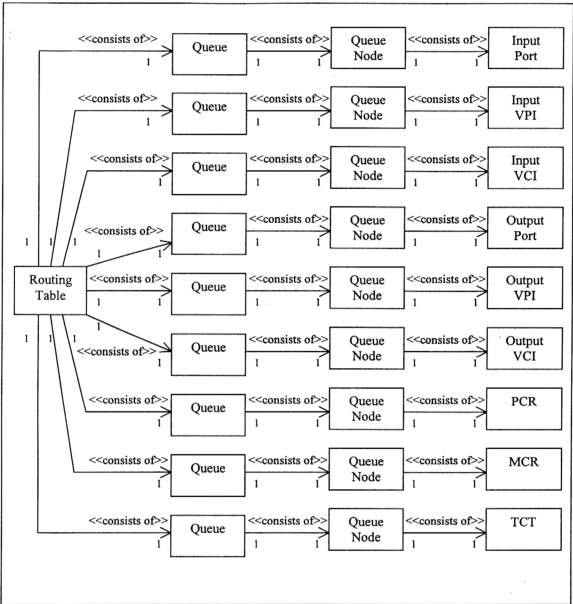 <<consists of>> <<consists of>> <<consists of>>
Queue Queue Node Input Port
1 1 1 1 1
<<consists of>> <<consists of>> <<consists of>>
Queue Queue Node Input VPI
1 1 1 1 1
<<consists of>> <<consists of>> <<consists of>>
Queue Queue Node Input VCI
1 1 1 1 1
<<consists of>> <<consists of>> <<consists of>>
Queue Queue Node Output Port
1 1 1 1 1 1 1 1 1
Routing Table
<<consists of>> <<consists of>> <<consists of>>
Queue Queue Node Output VPI
1 1 1 1 1 1
1 1 1 1
<<consists of>> <<consists of>> <<consists of>>
Queue Queue Node Output VCI
1 1 1 1 1
<<consists of>> <<consists of>> <<consists of>>
Queue Queue Node PCR
1 1 1 1 1
<<consists of>> <<consists of>> <<consists of>>
Queue Queue Node MCR
1 1 1 1 1
<<consists of>> <<consists of>> <<consists of>>
Queue Queue Node TCT
1 1 1 1 1